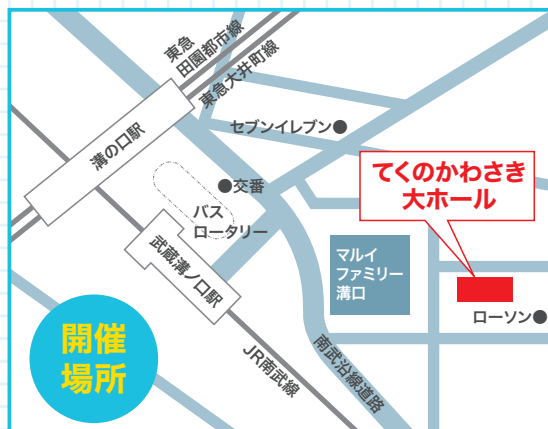 東急
田園都市線
東急大井町線
溝の口駅
セブンイレブン●
●交番
バス
ロータリー
武蔵溝ノ口駅
てくのかわさき
大ホール
マルイ
ファミリー
溝口
ローソン●
南武沿線道路
JR南武線
開催
場所